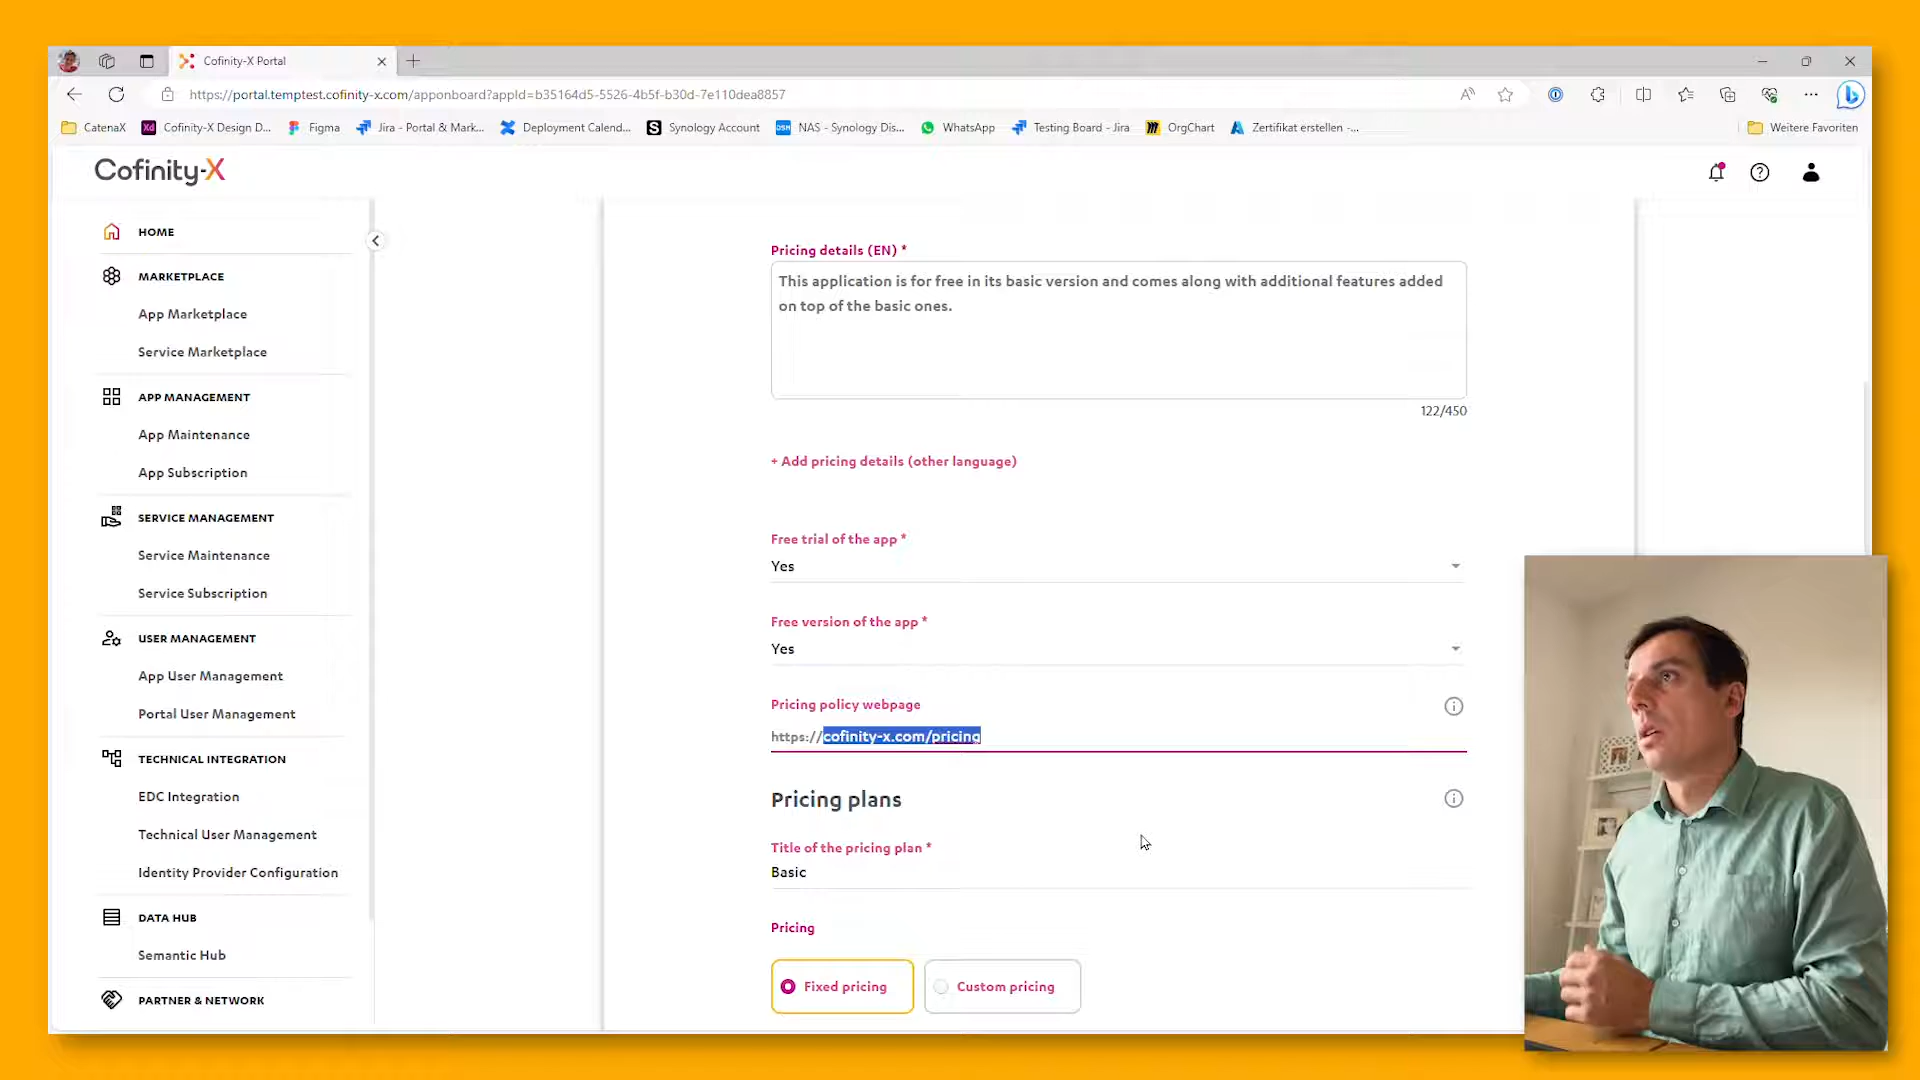 Cofinity-X Portal
https://portal.temptest.cofinity-x.com/apponboard?appId=b35164d5-5526-4b5f-b30d-7e110dea8857
CatenaX
Cofinity-X Design D...
Figma
Jira - Portal & Mark...
Deployment Calend...
Synology Account
NAS - Synology Dis...
WhatsApp
Testing Board - Jira
OrgChart
Zertifikat erstellen -...
Weitere Favoriten
Cofinity-X
HOME
MARKETPLACE
App Marketplace
Service Marketplace
APP MANAGEMENT
App Maintenance
App Subscription
SERVICE MANAGEMENT
Service Maintenance
Service Subscription
USER MANAGEMENT
App User Management
Portal User Management
TECHNICAL INTEGRATION
EDC Integration
Technical User Management
Identity Provider Configuration
DATA HUB
Semantic Hub
PARTNER & NETWORK
Pricing details (EN) *
This application is for free in its basic version and comes along with additional features added
on top of the basic ones.
122/450
+ Add pricing details (other language)
Free trial of the app *
Yes
Free version of the app *
Yes
Pricing policy webpage
https://cofinity-x.com/pricing
Pricing plans
Title of the pricing plan *
Basic
Pricing
Fixed pricing
Custom pricing